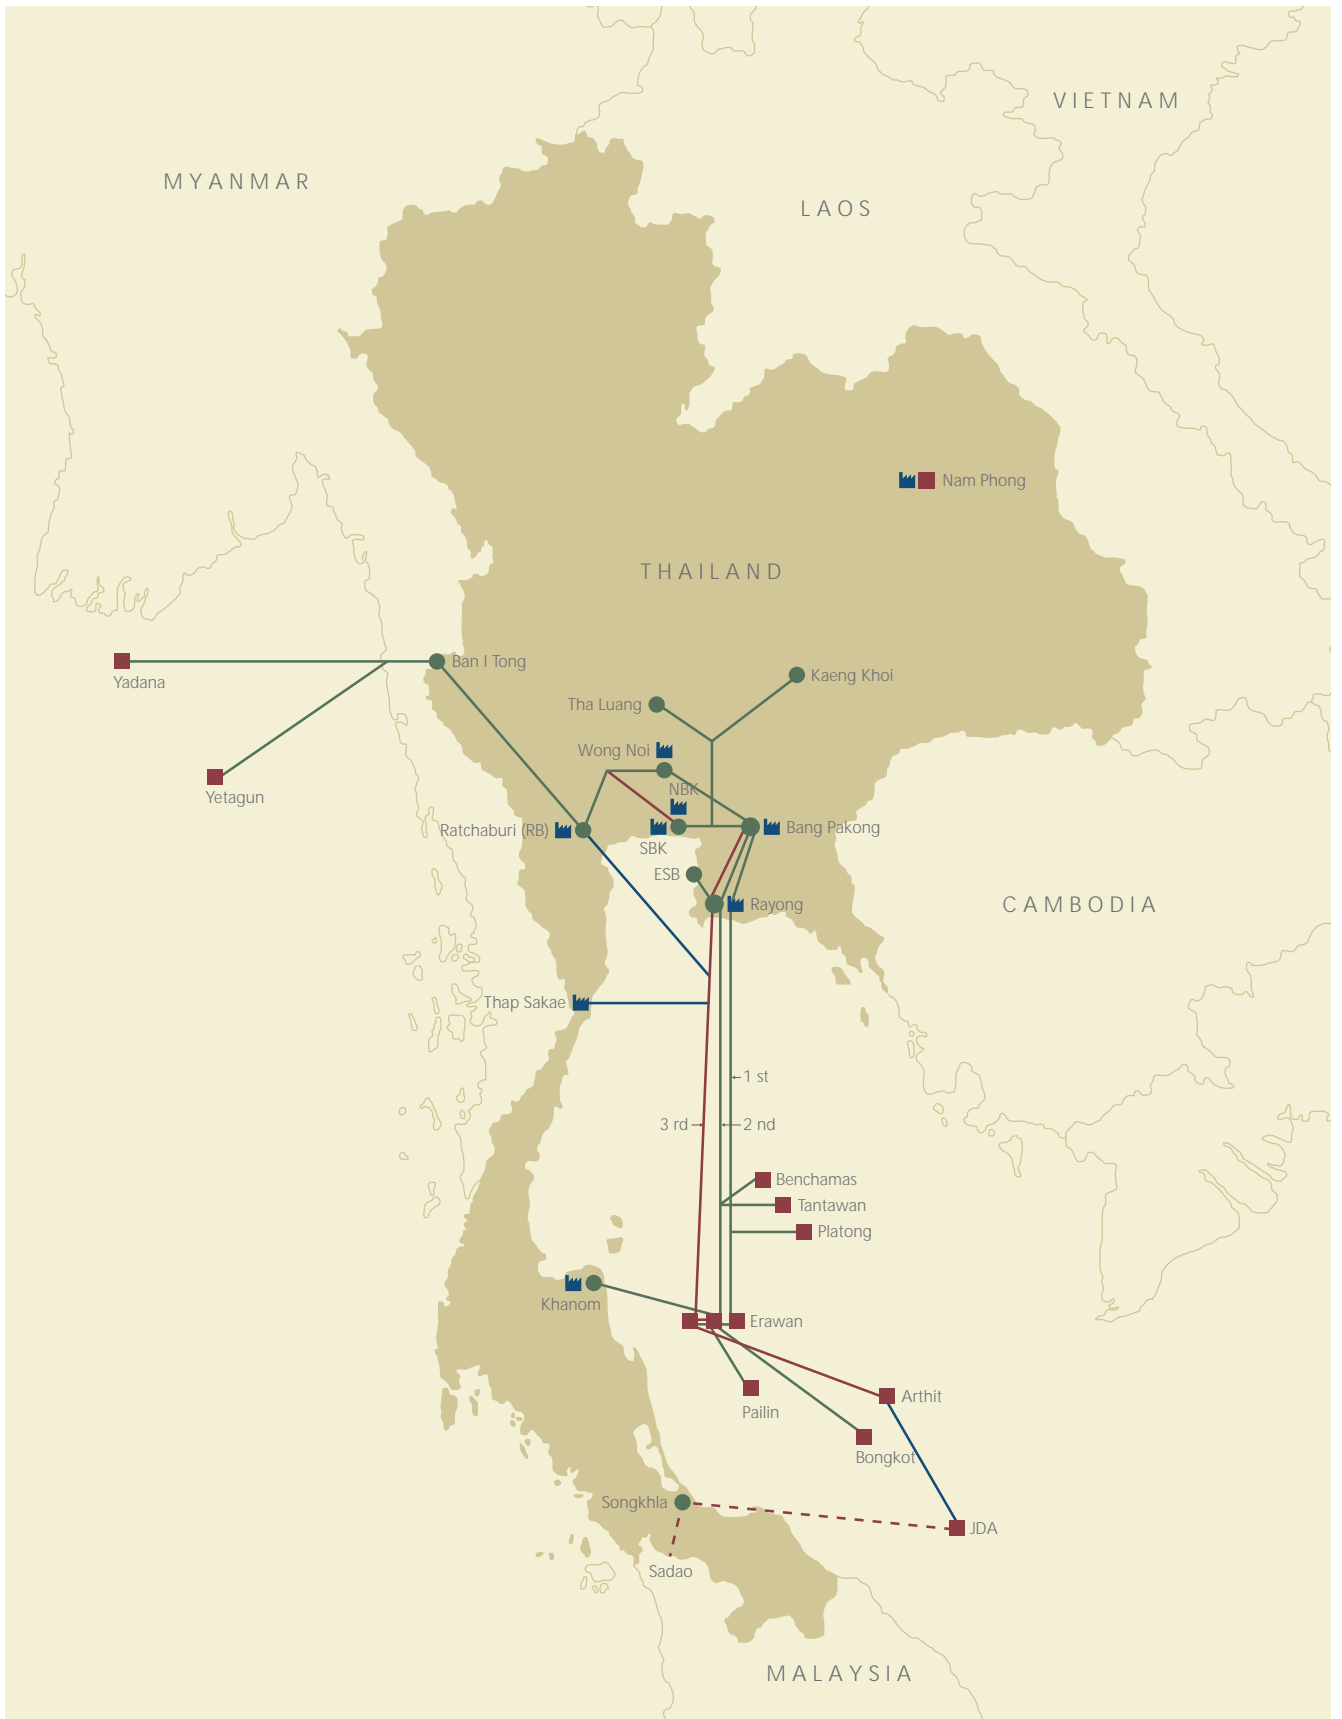 VIETNAM
MYANMAR
LAOS
Nam Phong
THAILAND
Ban I Tong
Yadana
Kaeng Khoi
Tha Luang
Wong Noi
NBK
Yetagun
Ratchaburi (RB)
Bang Pakong
SBK
ESB
Rayong
CAMBODIA
Thap Sakae
1 st
3 rd
2 nd
Benchamas
Tantawan
Platong
Khanom
Erawan
Arthit
Pailin
Bongkot
Songkhla
JDA
Sadao
MALAYSIA